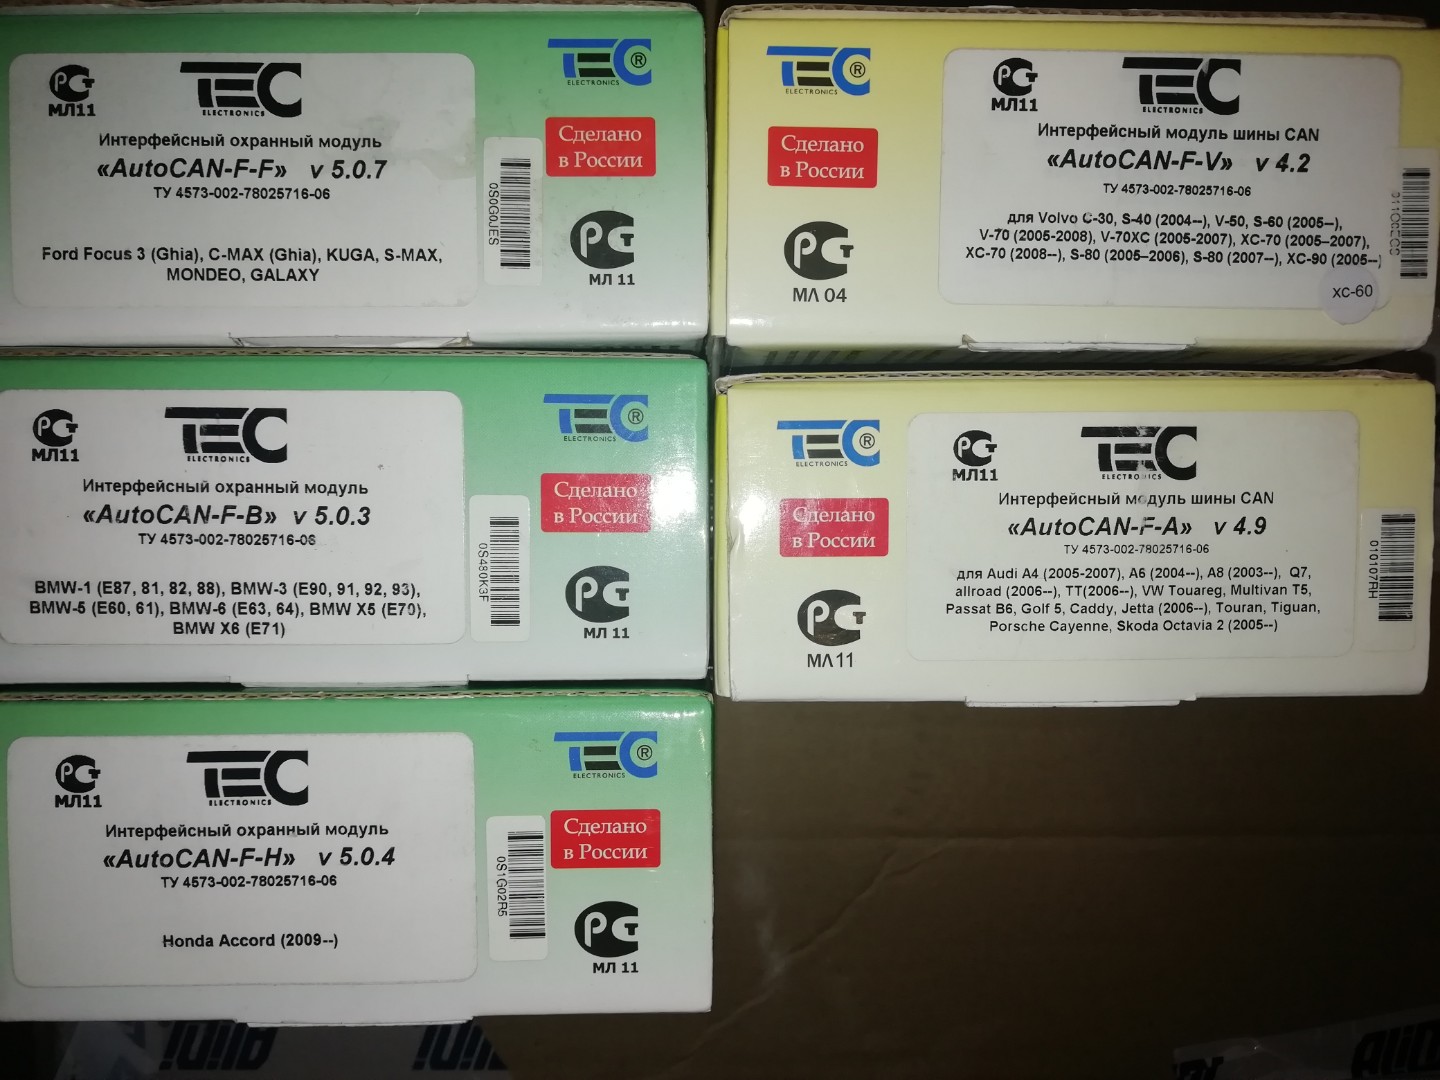 РСТ
МЛ11
TEC
ELECTRONICS
Интерфейсный охранный модуль
«AutoCAN-F-F» v 5.0.7
ТУ 4573-002-78025716-06
Ford Focus 3 (Ghia), C-MAX (Ghia), KUGA, S-MAX,
MONDEO, GALAXY
0S0G0JES
TEC®
ELECTRONICS
Сделано
в России
РСТ
МЛ 11
TEC®
ELECTRONICS
Сделано
в России
РСТ
МЛ 04
РСТ
МЛ11
TEC
ELECTRONICS
Интерфейсный модуль шины CAN
«AutoCAN-F-V» v 4.2
ТУ 4573-002-78025716-06
для Volvo C-30, S-40 (2004--), V-50, S-60 (2005--),
V-70 (2005-2008), V-70XC (2005-2007), XC-70 (2005–2007),
XC-70 (2008--), S-80 (2005–2006), S-80 (2007--), XC-90 (2005--)
XC-60
РСТ
МЛ11
TEC
ELECTRONICS
Интерфейсный охранный модуль
«AutoCAN-F-B» v 5.0.3
ТУ 4573-002-78025716-06
BMW-1 (E87, 81, 82, 88), BMW-3 (E90, 91, 92, 93),
BMW-5 (E60, 61), BMW-6 (E63, 64), BMW X5 (E70),
BMW X6 (E71)
0S480K3F
TEC®
ELECTRONICS
Сделано
в России
РСТ
МЛ 11
TEC®
ELECTRONICS
Сделано
в России
РСТ
МЛ 11
РСТ
МЛ11
TEC
ELECTRONICS
Интерфейсный модуль шины CAN
«AutoCAN-F-A» v 4.9
ТУ 4573-002-78025716-06
для Audi A4 (2005-2007), A6 (2004--), A8 (2003--), Q7,
allroad (2006--), TT(2006--), VW Touareg, Multivan T5,
Passat B6, Golf 5, Caddy, Jetta (2006--), Touran, Tiguan,
Porsche Cayenne, Skoda Octavia 2 (2005--)
010107RH
РСТ
МЛ11
TEC
ELECTRONICS
Интерфейсный охранный модуль
«AutoCAN-F-H» v 5.0.4
ТУ 4573-002-78025716-06
Honda Accord (2009--)
0S1G02R5
TEC®
ELECTRONICS
Сделано
в России
РСТ
МЛ 11